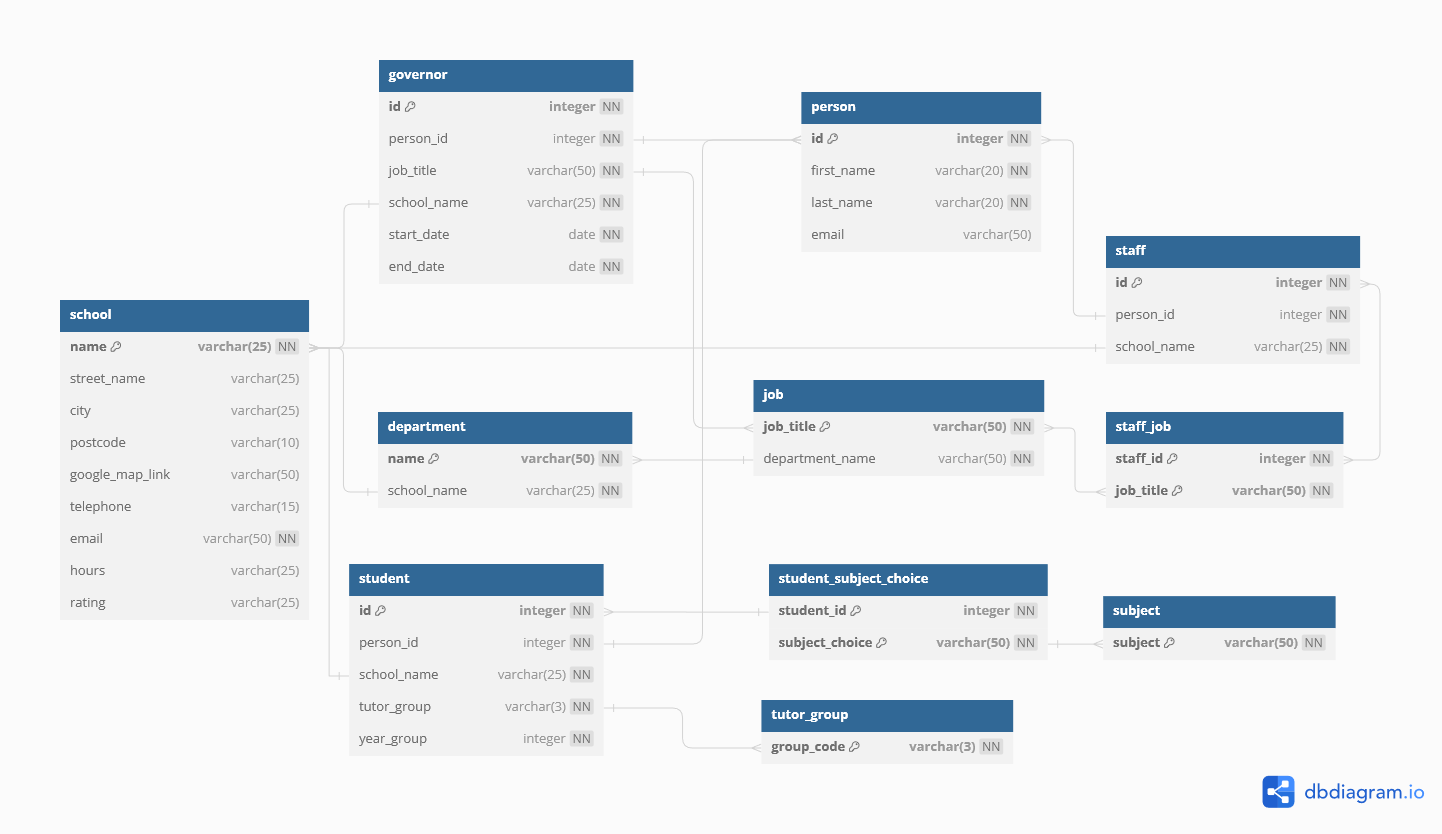 governor
id integer NN
person_id integer NN
job_title varchar(50) NN
school_name varchar(25) NN
start_date date NN
end_date date NN
person
id integer NN
first_name varchar(20) NN
last_name varchar(20) NN
email varchar(50)
staff
id integer NN
person_id integer NN
school_name varchar(25) NN
school
name varchar(25) NN
street_name varchar(25)
city varchar(25)
postcode varchar(10)
google_map_link varchar(50)
telephone varchar(15)
email varchar(50) NN
hours varchar(25)
rating varchar(25)
department
name varchar(50) NN
school_name varchar(25) NN
job
job_title varchar(50) NN
department_name varchar(50) NN
staff_job
staff_id integer NN
job_title varchar(50) NN
student
id integer NN
person_id integer NN
school_name varchar(25) NN
tutor_group varchar(3) NN
year_group integer NN
student_subject_choice
student_id integer NN
subject_choice varchar(50) NN
subject
subject varchar(50) NN
tutor_group
group_code varchar(3) NN
dbdiagram.io